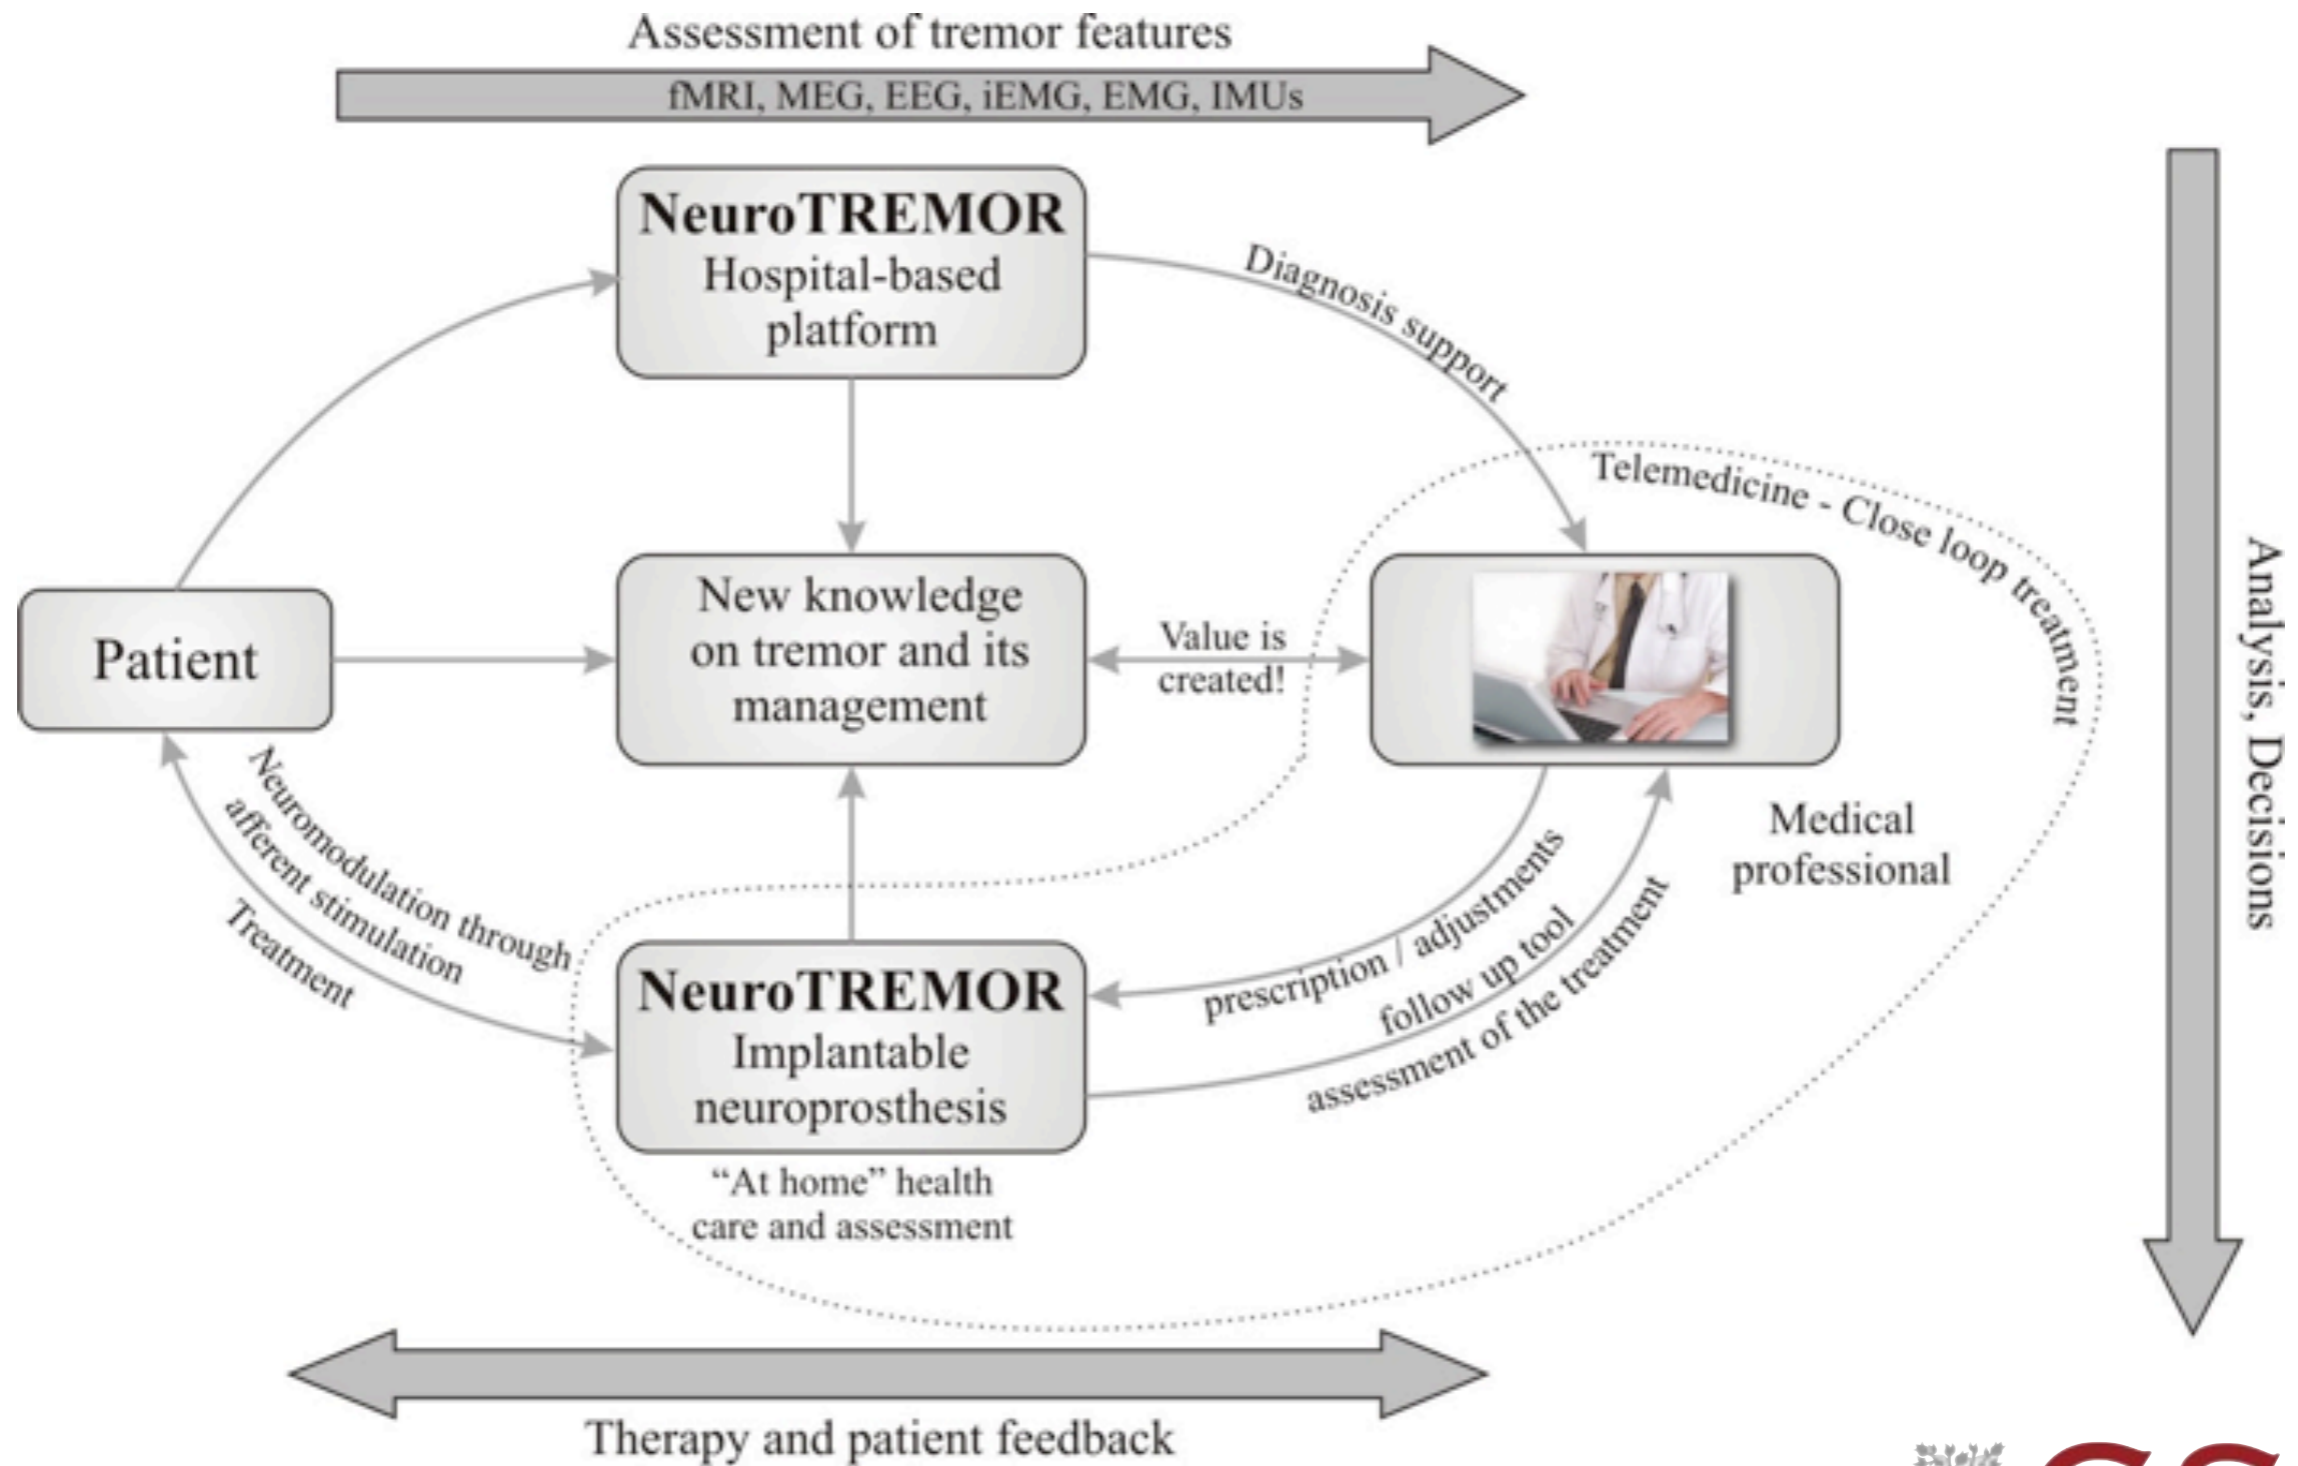 Assessment of tremor features
fMRI, MEG, EEG, iEMG, EMG, IMUs
NeuroTREMOR
Hospital-based
platform
Diagnosis support
Telemedicine - Close loop treatment
Patient
New knowledge
on tremor and its
management
Value is
created!
Medical
professional
Analysis, Decisions
Neuromodulation through
afferent stimulation
Treatment
prescription / adjustments
follow up tool
assessment of the treatment
NeuroTREMOR
Implantable
neuroprosthesis
“At home” health
care and assessment
Therapy and patient feedback